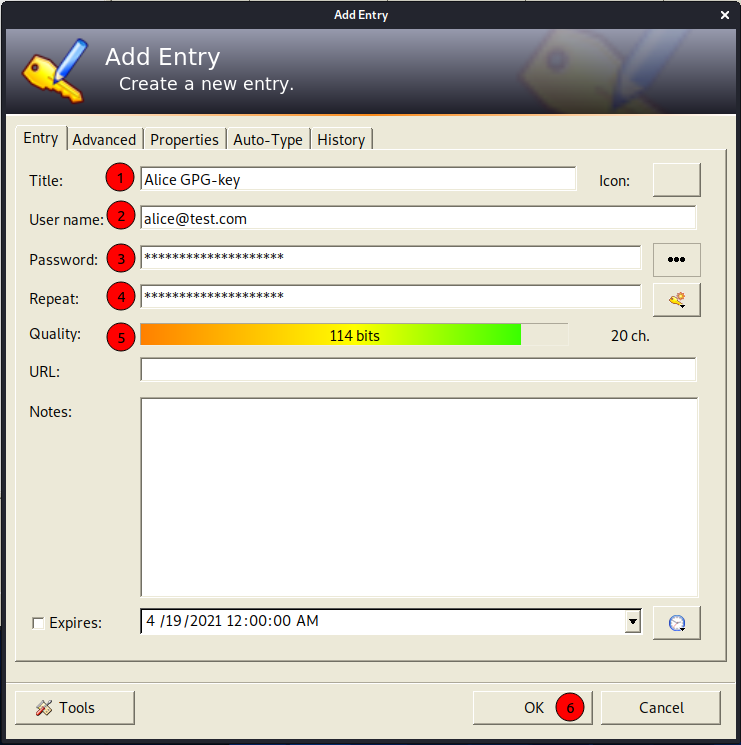 Add Entry
Add Entry
Create a new entry.
Entry Advanced Properties Auto-Type History
Title: 1 Alice GPG-key Icon:
User name: 2 alice@test.com
Password: 3 ******************** •••
Repeat: 4 ********************
Quality: 5 114 bits 20 ch.
URL:
Notes:
Expires: 4 /19/2021 12:00:00 AM
Tools OK 6 Cancel